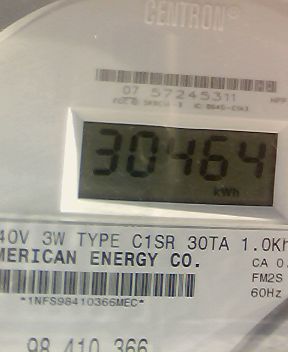 CENTRON®
07 57245311
30464
kWh
40V 3W TYPE C1SR 30TA 1.0Kh
MERICAN ENERGY CO.
CA 0.
FM2S
60Hz
*1NFS98410366MEC*
98 410 366